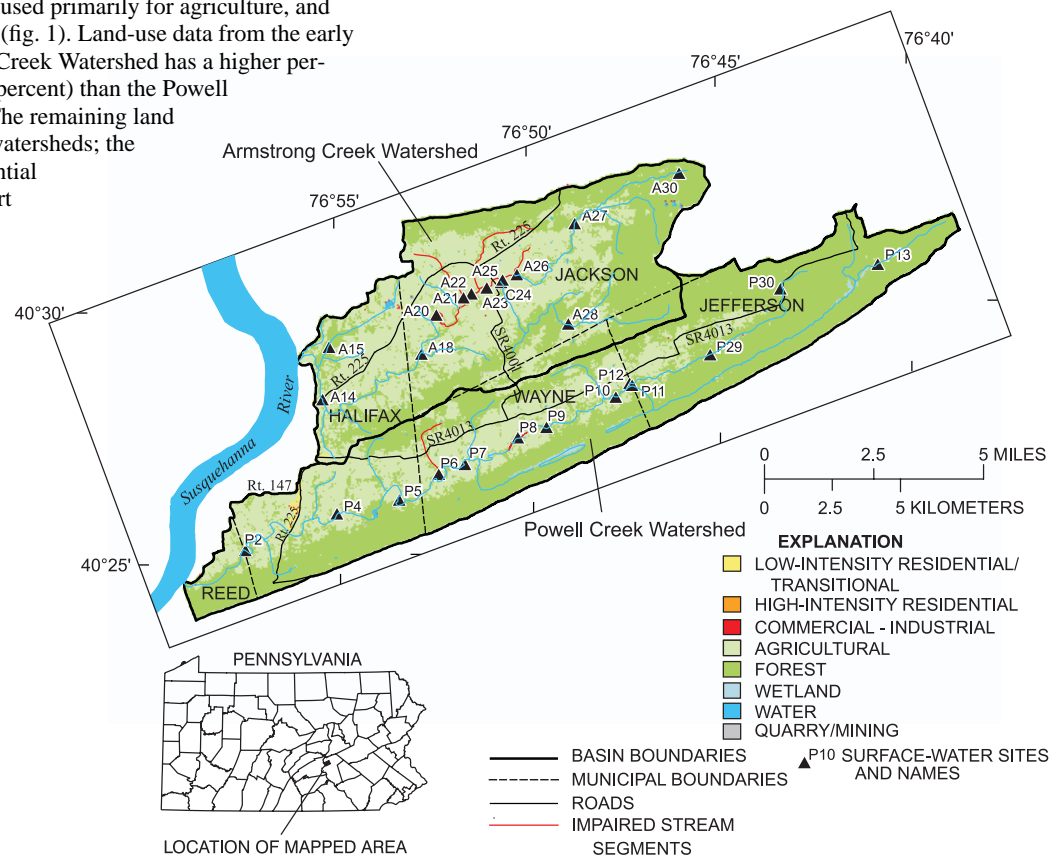 used primarily for agriculture, and
(fig. 1). Land-use data from the early
Creek Watershed has a higher per-
percent) than the Powell
The remaining land
watersheds; the
ential
rt
76°40'
76°45'
76°50'
76°55'
40°30'
40°25'
Armstrong Creek Watershed
A30
A27
Rt. 225
A25
A26
A22
JACKSON
A21
A23
C24
A20
P13
P30
JEFFERSON
A28
SR4013
A15
A18
SR4001
P29
Rt. 225
River
A14
P12
P11
WAYNE
P10
HALIFAX
P9
SR4013
P8
Susquehanna
P7
P6
Rt. 147
P5
P4
Rt. 225
P2
REED
Powell Creek Watershed
0 2.5 5 MILES
0 2.5 5 KILOMETERS
EXPLANATION
LOW-INTENSITY RESIDENTIAL/
TRANSITIONAL
HIGH-INTENSITY RESIDENTIAL
COMMERCIAL - INDUSTRIAL
AGRICULTURAL
FOREST
WETLAND
WATER
QUARRY/MINING
BASIN BOUNDARIES
MUNICIPAL BOUNDARIES
ROADS
IMPAIRED STREAM
SEGMENTS
P10 SURFACE-WATER SITES
AND NAMES
PENNSYLVANIA
LOCATION OF MAPPED AREA